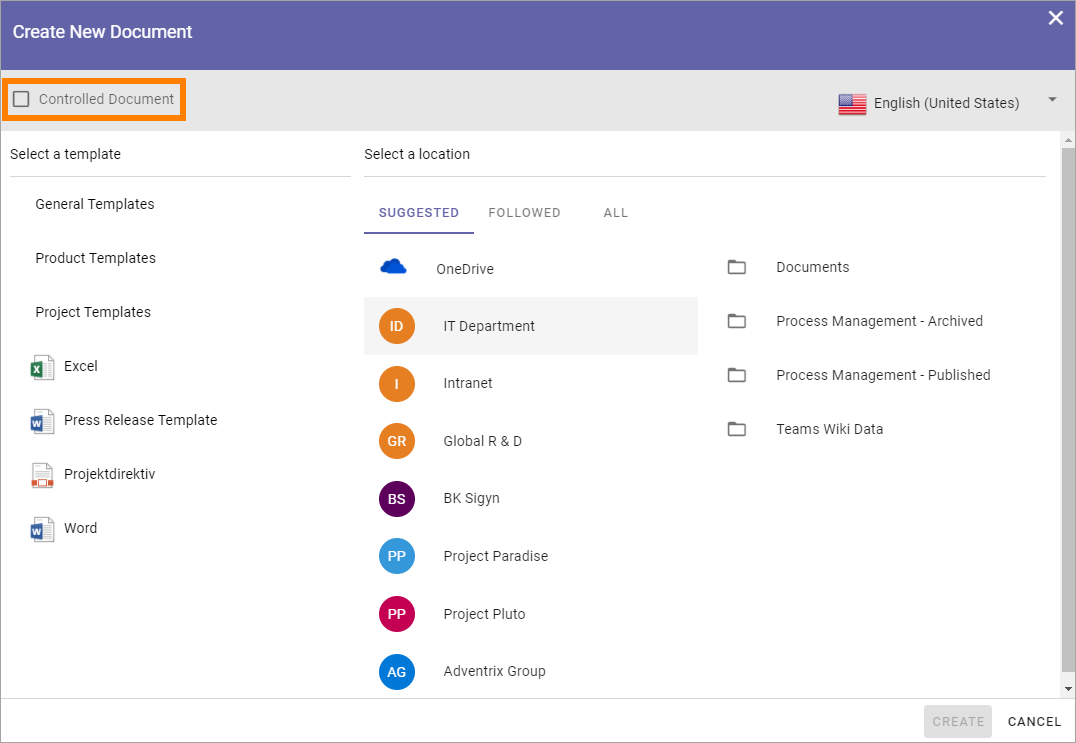 Create New Document
Controlled Document
English (United States)
Select a template
General Templates
Product Templates
Project Templates
Excel
Press Release Template
Projektdirektiv
Word
Select a location
SUGGESTED FOLLOWED ALL
OneDrive
ID IT Department
I Intranet
GR Global R & D
BS BK Sigyn
PP Project Paradise
PP Project Pluto
AG Adventrix Group
Documents
Process Management - Archived
Process Management - Published
Teams Wiki Data
CREATE CANCEL